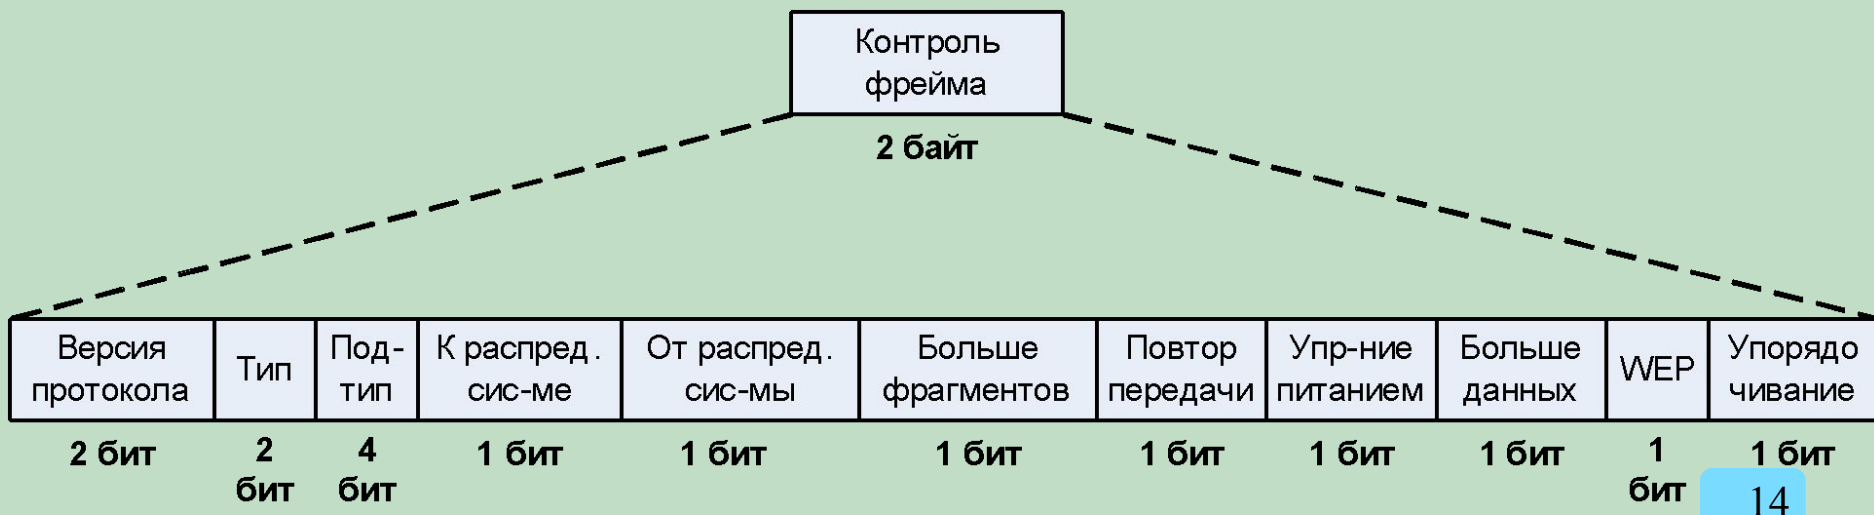 Контроль
фрейма
2 байт
Версия
протокола
Тип
Под-
тип
К распред.
сис-ме
От распред.
сис-мы
Больше
фрагментов
Повтор
передачи
Упр-ние
питанием
Больше
данных
WEP
Упорядо
чивание
2 бит
2
бит
4
бит
1 бит
1 бит
1 бит
1 бит
1 бит
1 бит
1
бит
1 бит
14